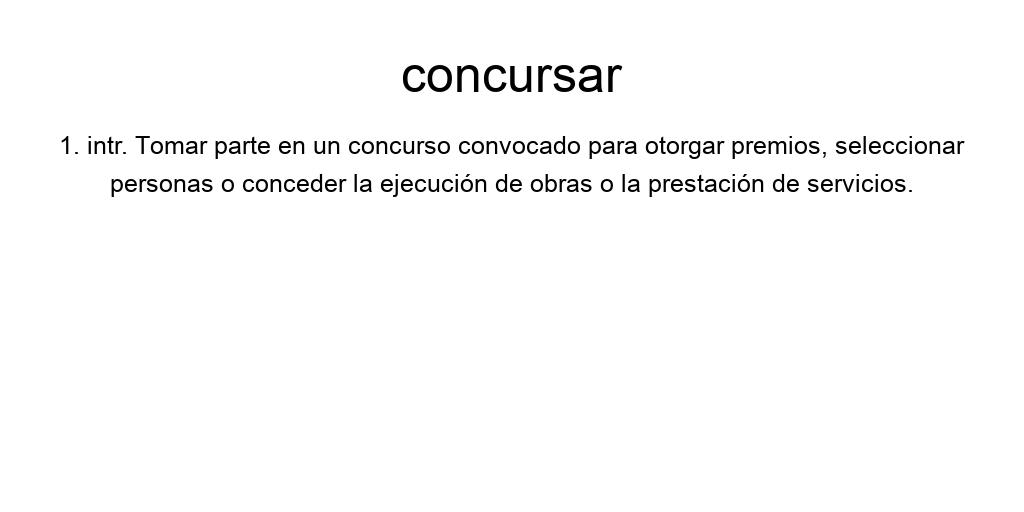 concursar
1. intr. Tomar parte en un concurso convocado para otorgar premios, seleccionar
personas o conceder la ejecución de obras o la prestación de servicios.